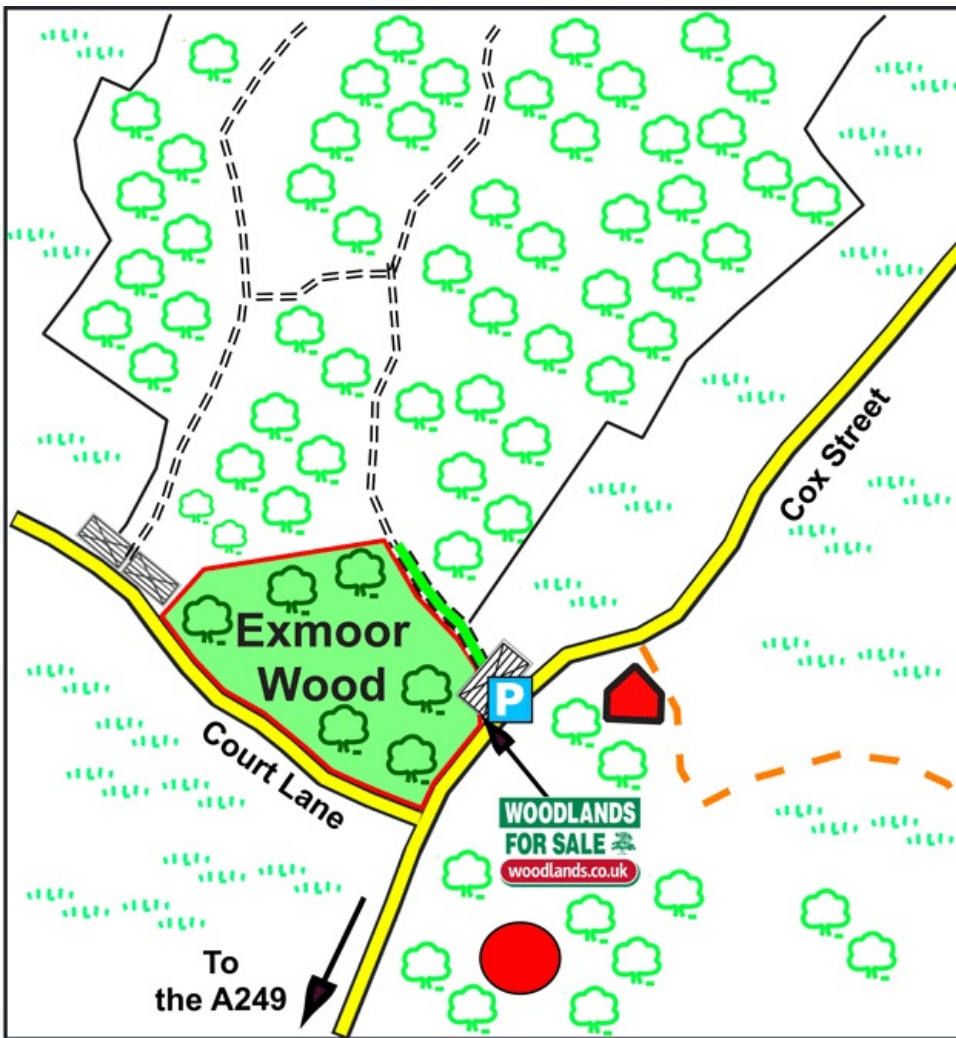 Cox Street
Exmoor
Wood
P
Court Lane
WOODLANDS
FOR SALE
woodlands.co.uk
To
the A249